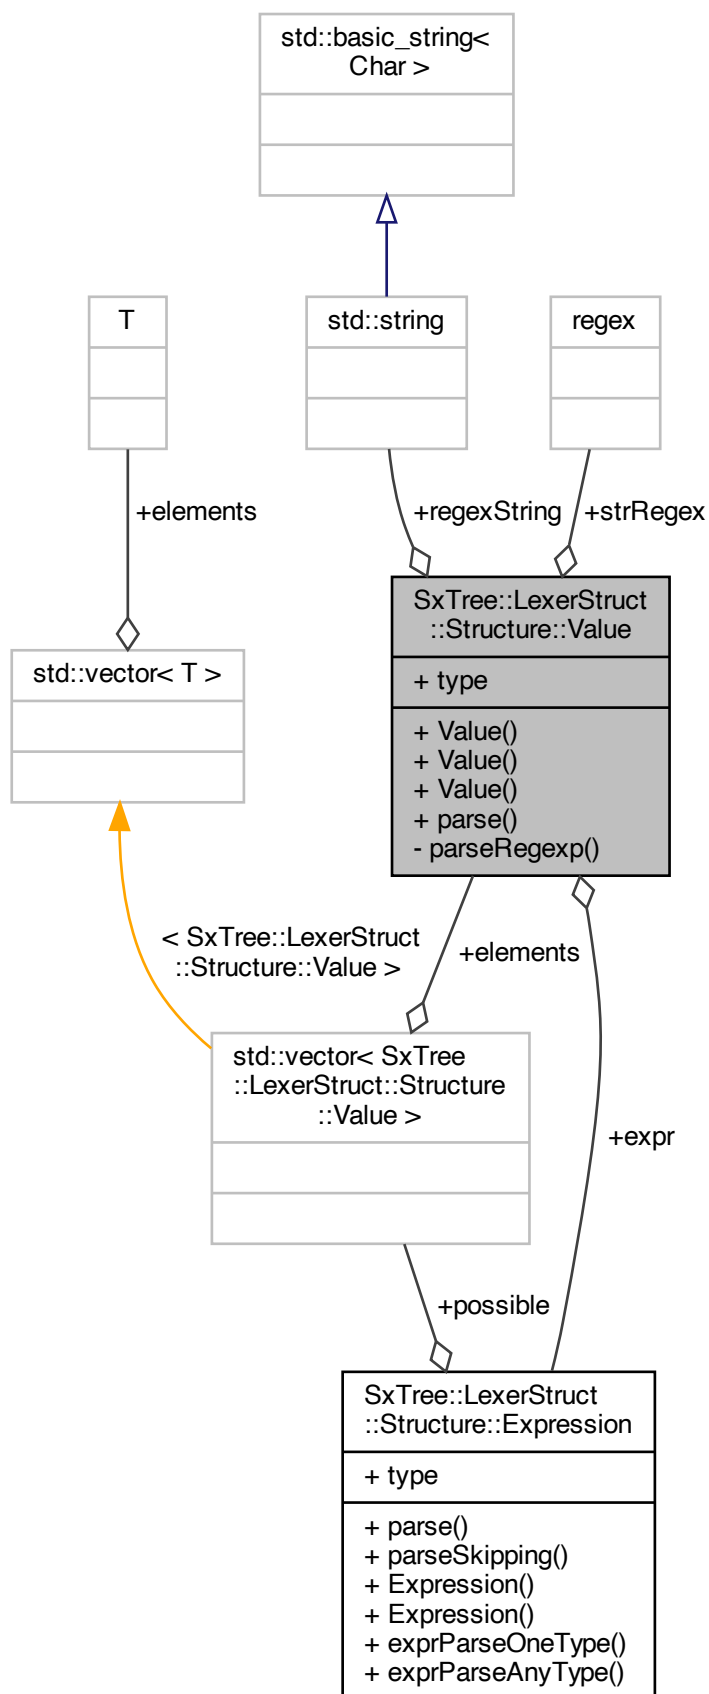 std::basic_string<
Char >
T
std::string
regex
+elements
+regexString
+strRegex
SxTree::LexerStruct
::Structure::Value
+ type
+ Value()
+ Value()
+ Value()
+ parse()
- parseRegexp()
std::vector< T >
< SxTree::LexerStruct
::Structure::Value >
+elements
std::vector< SxTree
::LexerStruct::Structure
::Value >
+expr
+possible
SxTree::LexerStruct
::Structure::Expression
+ type
+ parse()
+ parseSkipping()
+ Expression()
+ Expression()
+ exprParseOneType()
+ exprParseAnyType()